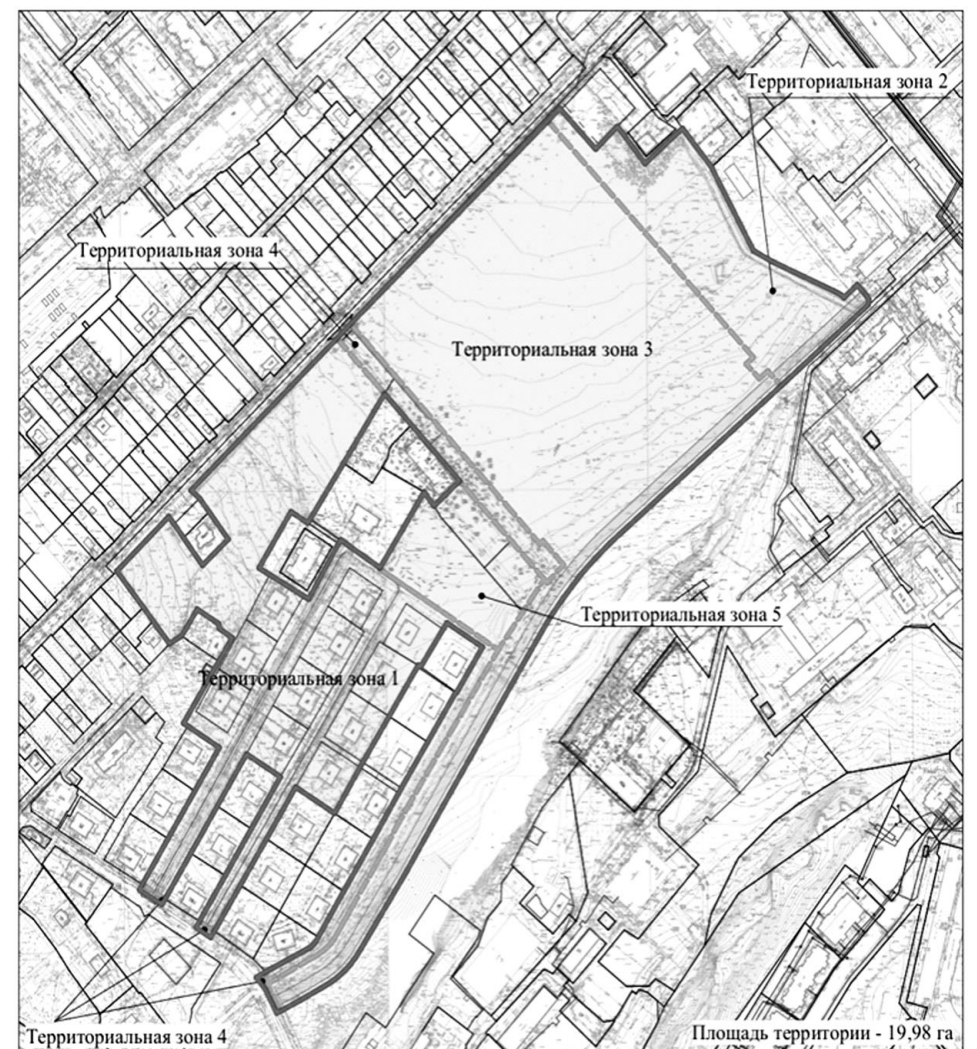 Территориальная зона 2
Территориальная зона 4
Территориальная зона 3
Территориальная зона 5
Территориальная зона 1
Территориальная зона 4
Площадь территории - 19,98 га